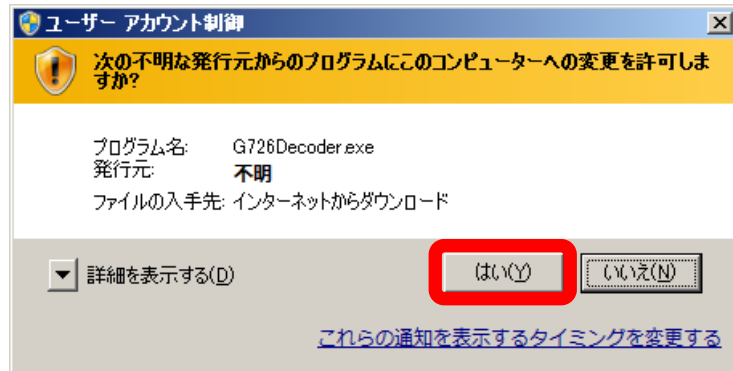 ユーザー アカウント制御
次の不明な発行元からのプログラムにこのコンピューターへの変更を許可しま
すか?
プログラム名: G726Decoder.exe
発行元: 不明
ファイルの入手先: インターネットからダウンロード
詳細を表示する(D) はい(Y) いいえ(N)
これらの通知を表示するタイミングを変更する